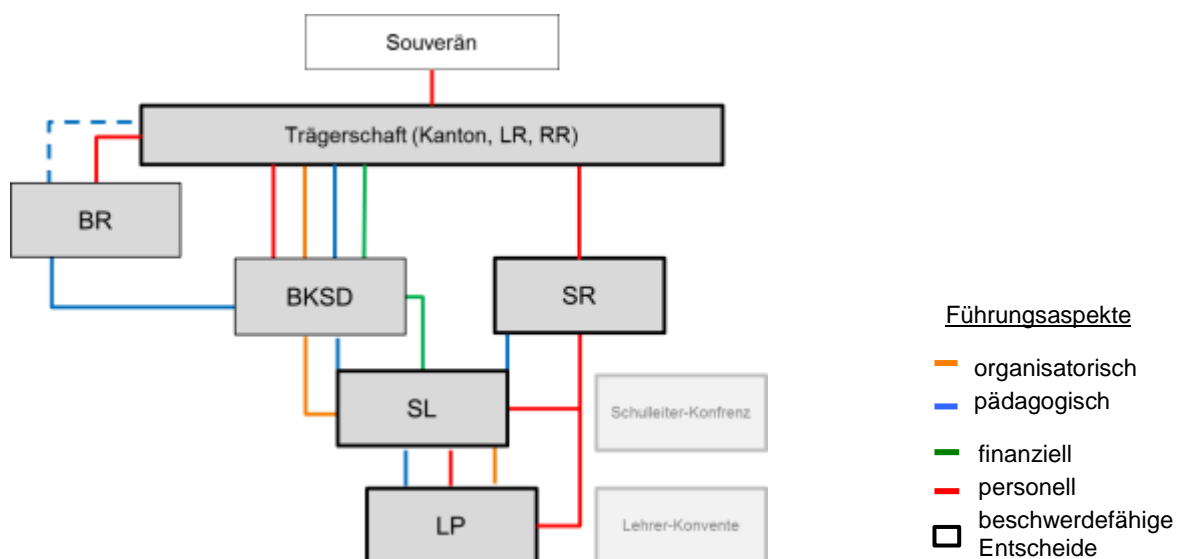 Souverän
Trägerschaft (Kanton, LR, RR)
BR
BKSD
SR
SL
Schulleiter-Konfrenz
LP
Lehrer-Konvente
Führungsaspekte
organisatorisch
pädagogisch
finanziell
personell
beschwerdefähige
Entscheide